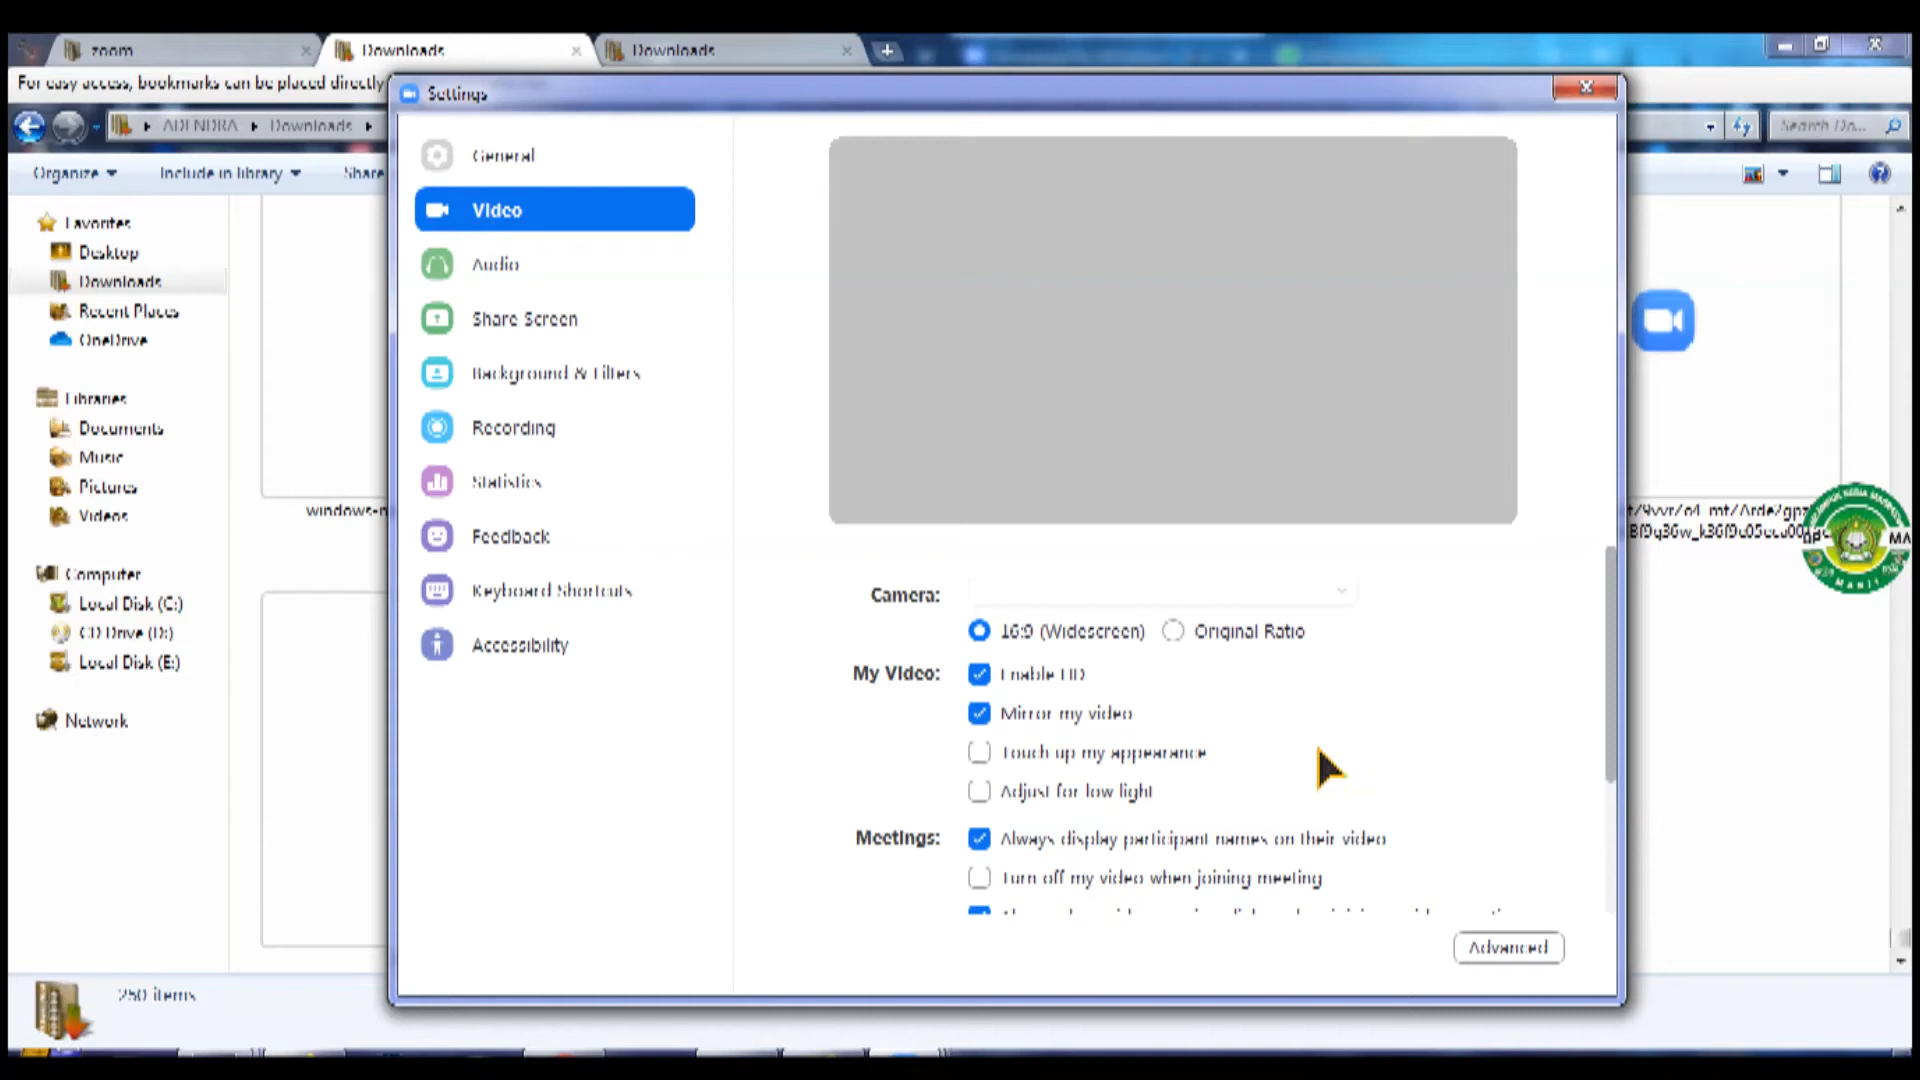 zoom
Downloads
Downloads
For easy access, bookmarks can be placed directly
Settings
ADENDRA
Downloads
Search Do...
Organize
Include in library
Share
Favorites
Desktop
Downloads
Recent Places
OneDrive
Libraries
Documents
Music
Pictures
Videos
Computer
Local Disk (C:)
CD Drive (D:)
Local Disk (E:)
Network
250 items
windows-n
General
Video
Audio
Share Screen
Background & Filters
Recording
Statistics
Feedback
Keyboard Shortcuts
Accessibility
Camera:
16:9 (Widescreen)
Original Ratio
My Video:
Enable HD
Mirror my video
Touch up my appearance
Adjust for low light
Meetings:
Always display participant names on their video
Turn off my video when joining meeting
Advanced